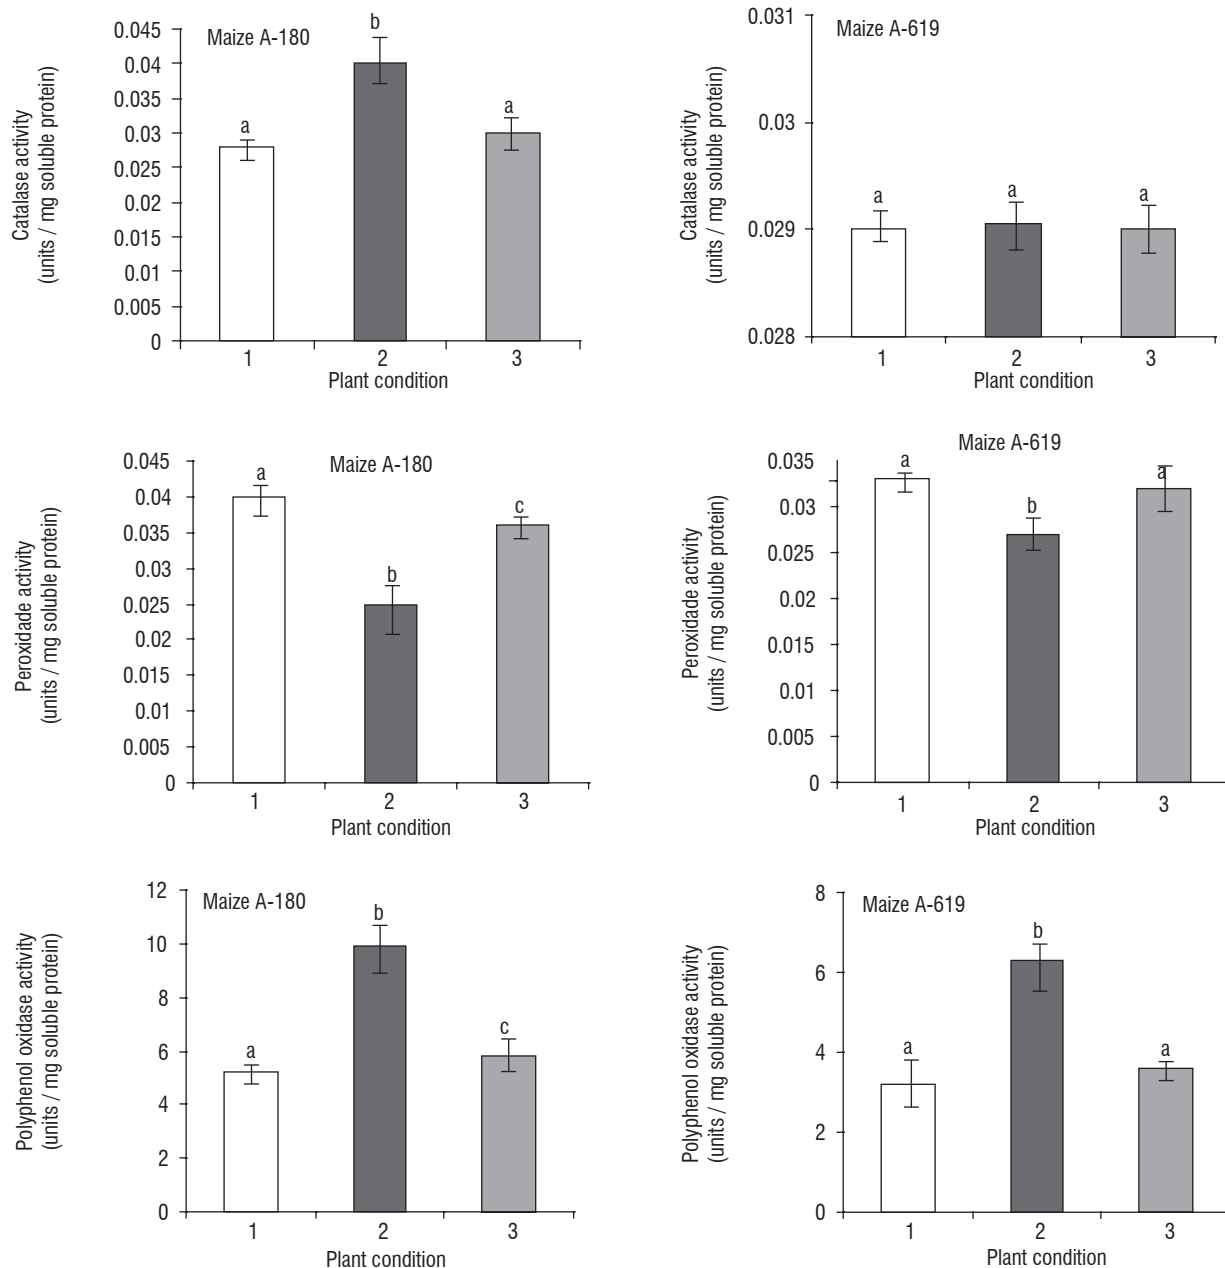 Maize A-180
Catalase activity
(units / mg soluble protein)
0.045
0.04
0.035
0.03
0.025
0.02
0.015
0.01
0.005
0
a
b
a
1 2 3
Plant condition
Maize A-619
Catalase activity
(units / mg soluble protein)
0.031
0.03
0.029
0.028
a
a
a
1 2 3
Plant condition
Maize A-180
Peroxidade activity
(units / mg soluble protein)
0.045
0.04
0.035
0.03
0.025
0.02
0.015
0.01
0.005
0
a
b
c
1 2 3
Plant condition
Maize A-619
Peroxidade activity
(units / mg soluble protein)
0.035
0.03
0.025
0.02
0.015
0.01
0.005
0
a
b
a
1 2 3
Plant condition
Maize A-180
Polyphenol oxidase activity
(units / mg soluble protein)
12
10
8
6
4
2
0
a
b
c
1 2 3
Plant condition
Maize A-619
Polyphenol oxidase activity
(units / mg soluble protein)
8
6
4
2
0
a
b
a
1 2 3
Plant condition